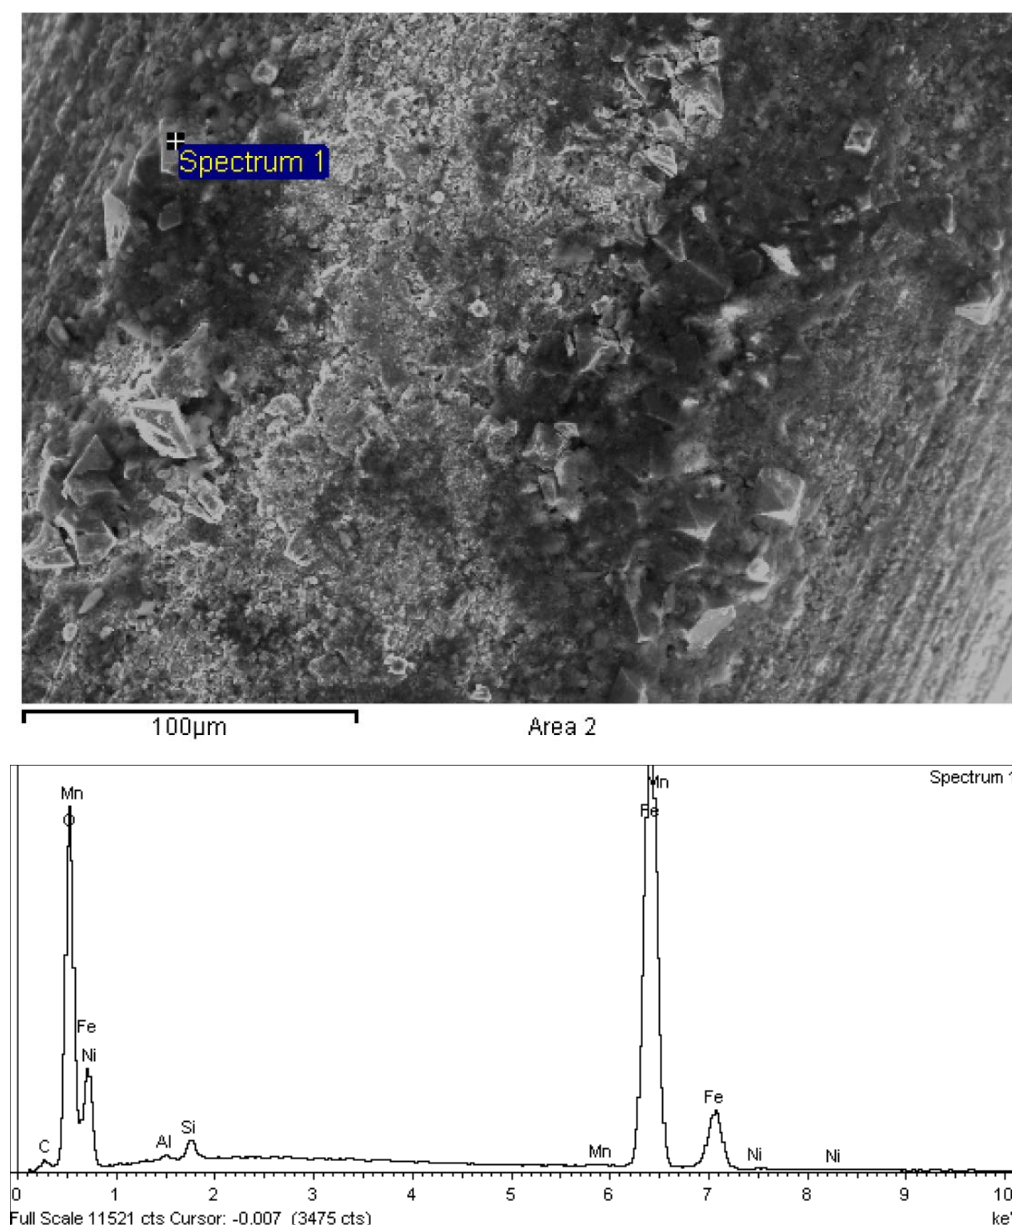 Spectrum 1
100µm Area 2
Spectrum 1
Mn
O
Fe
Ni
C
Al
Si
Mn
Mn
Fe
Fe
Ni
Ni
0 1 2 3 4 5 6 7 8 9 10
Full Scale 11521 cts Cursor: -0.007 (3475 cts) ke